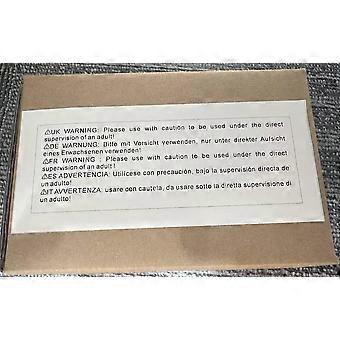 ⚠UK WARNING: Please use with caution to be used under the direct
supervision of an adult!
⚠DE WARNUNG: Bitte mit Vorsicht verwenden, nur unter direkter Aufsicht
eines Erwachsenen verwenden!
⚠FR WARNING : Please use with caution to be used under the direct
supervision of an adult!
⚠ES ADVERTENCIA: Utilícese con precaución, bajo la supervisión directa de
un adulto!
⚠IT AVVERTENZA: usare con cautela, da usare sotto la diretta supervisione di
un adulto!